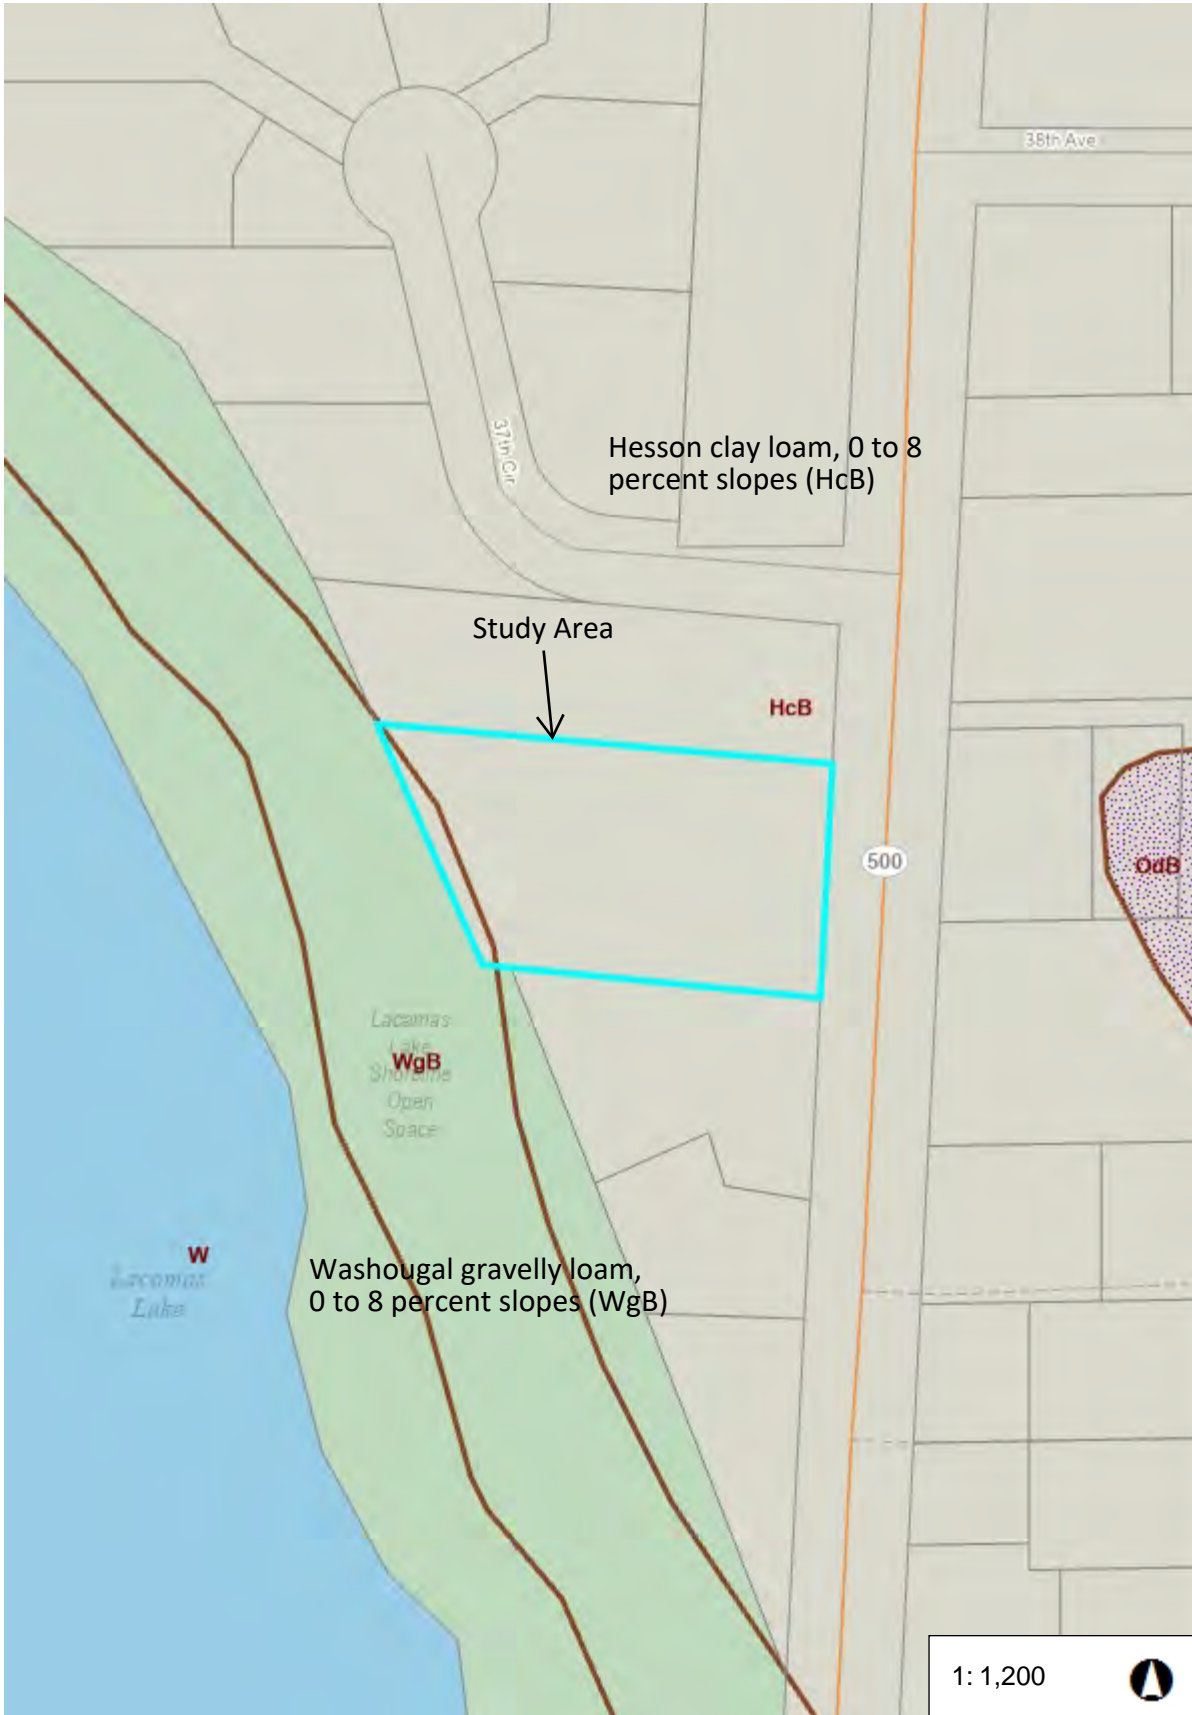 38th Ave
37th Cir
Hesson clay loam, 0 to 8
percent slopes (HcB)
Study Area
HcB
500
OdB
Lacamas
Lake
WgB
Shoreline
Open
Space
W
Lacamas
Lake
Washougal gravelly loam,
0 to 8 percent slopes (WgB)
1: 1,200